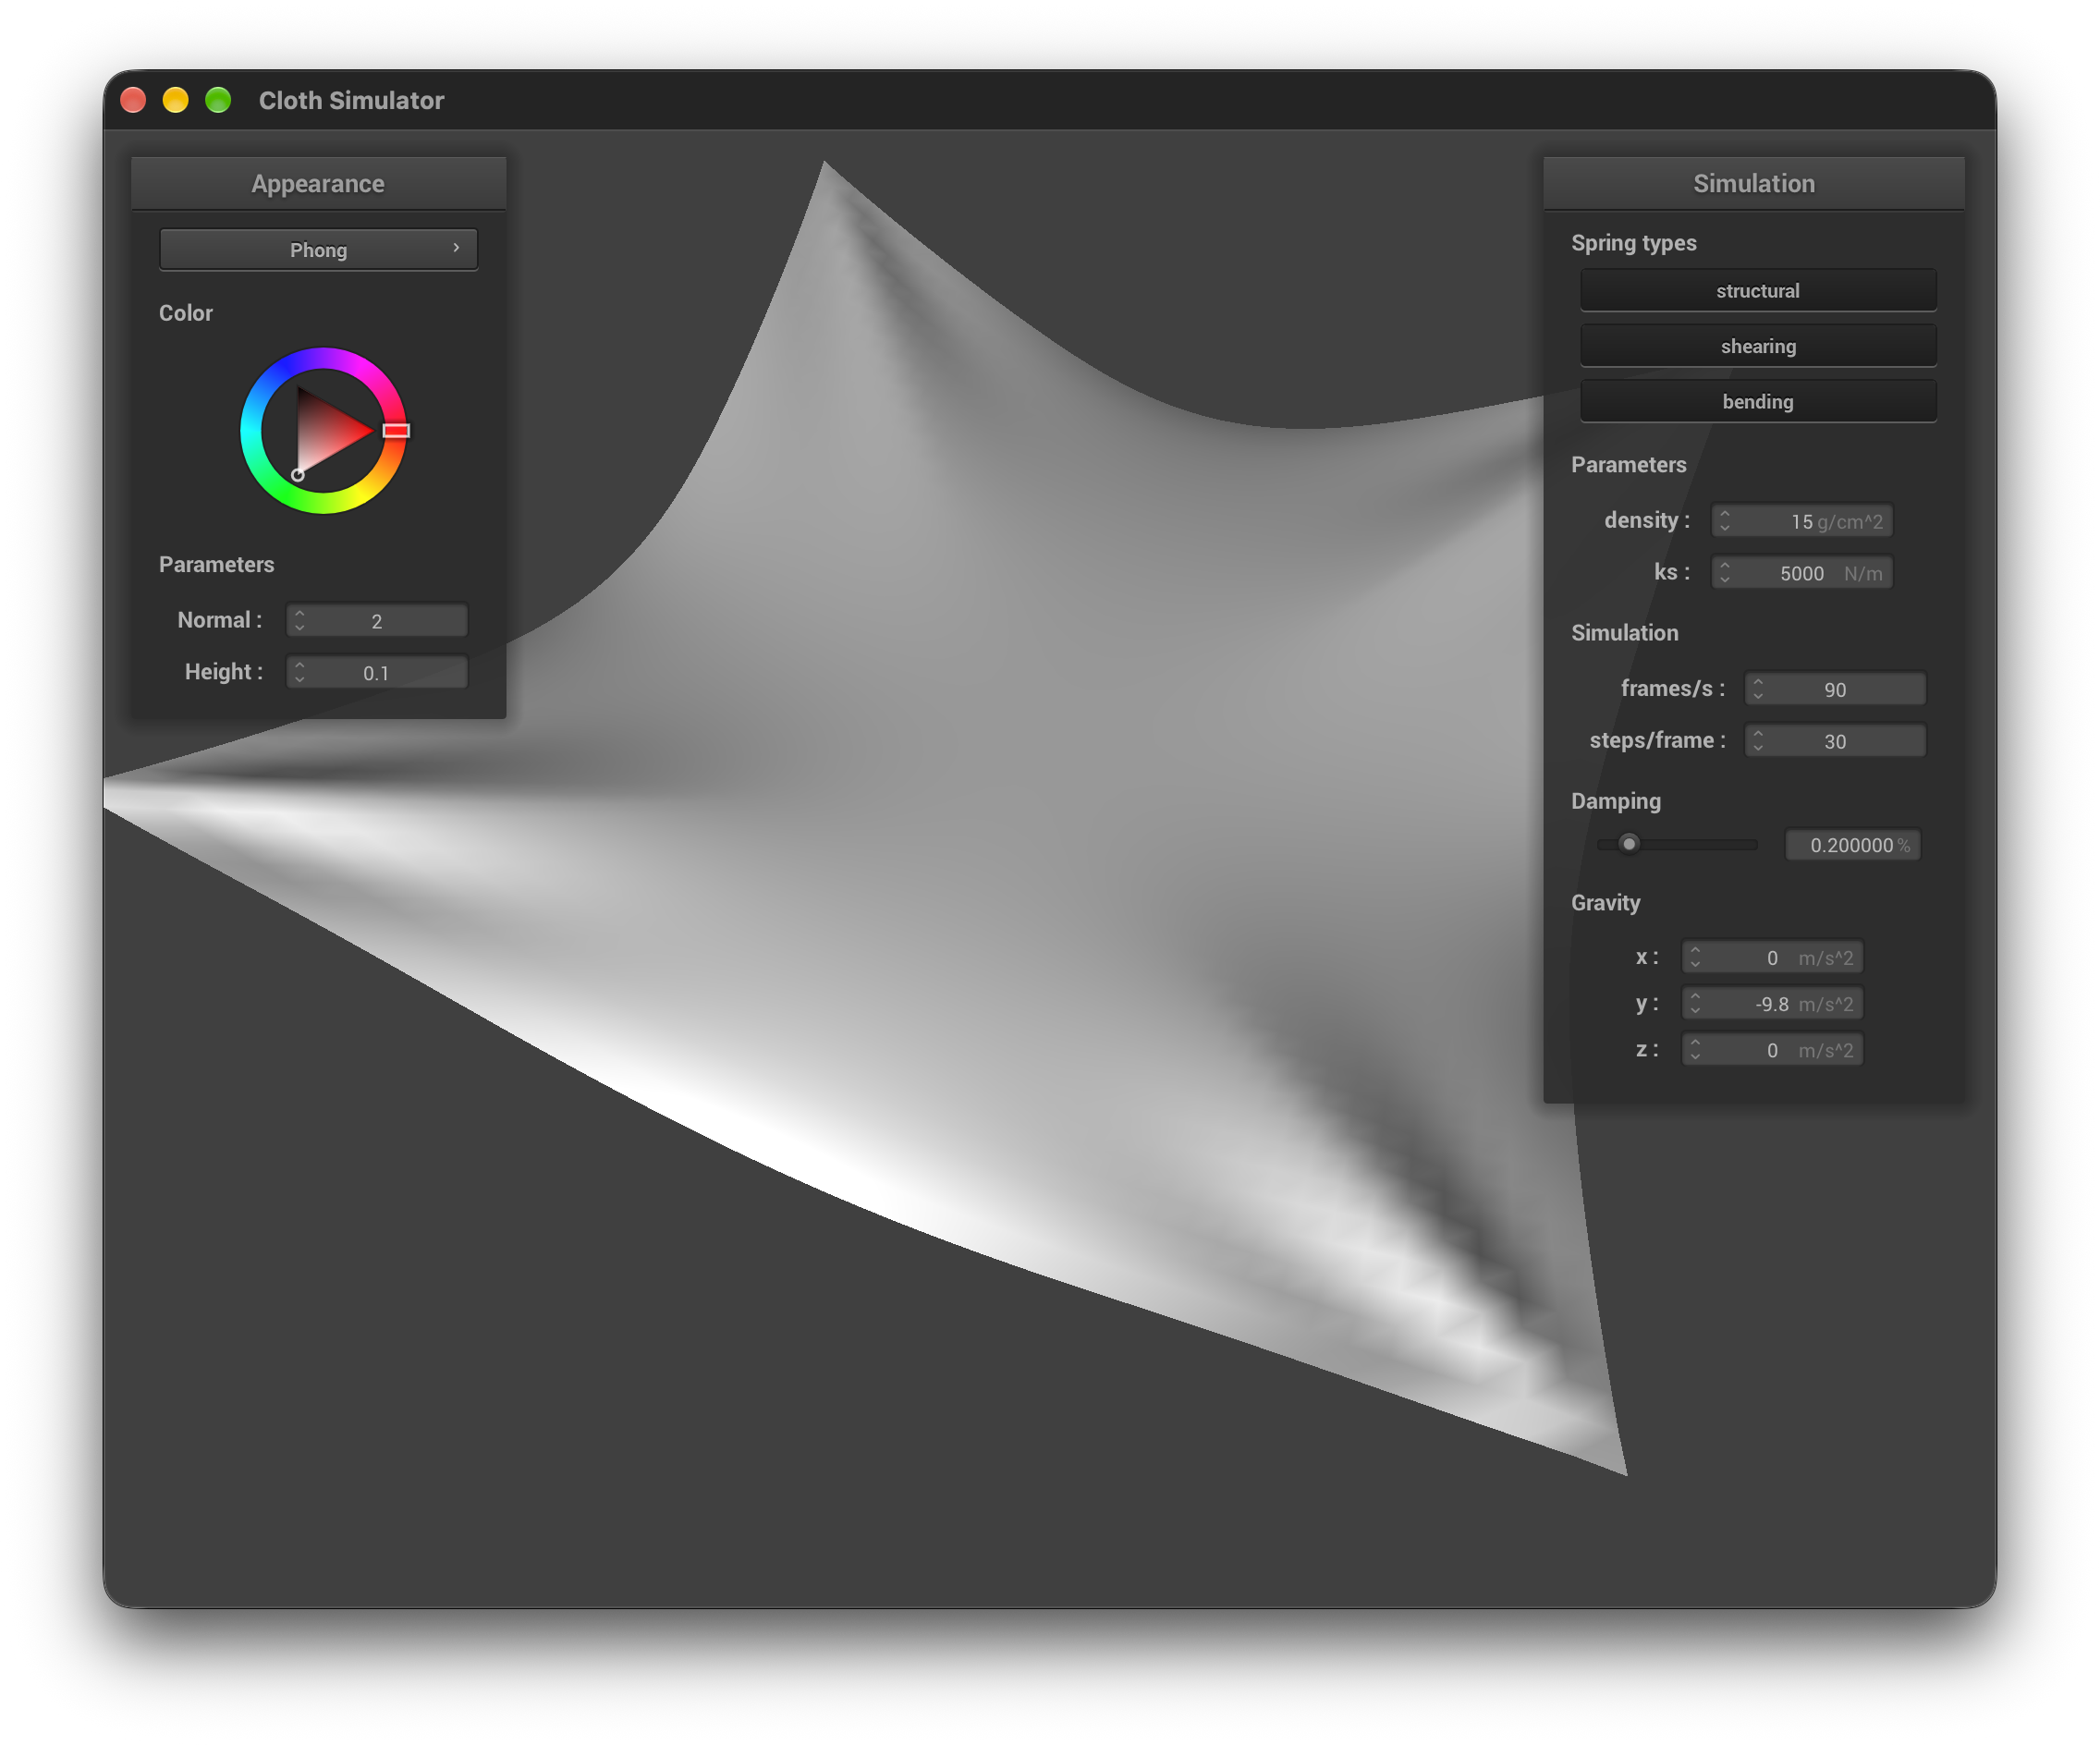 Cloth Simulator
Appearance
Phong
Color
Parameters
Normal : 2
Height : 0.1
Simulation
Spring types
structural
shearing
bending
Parameters
density : 15 g/cm^2
ks : 5000 N/m
Simulation
frames/s : 90
steps/frame : 30
Damping
0.200000 %
Gravity
x : 0 m/s^2
y : -9.8 m/s^2
z : 0 m/s^2